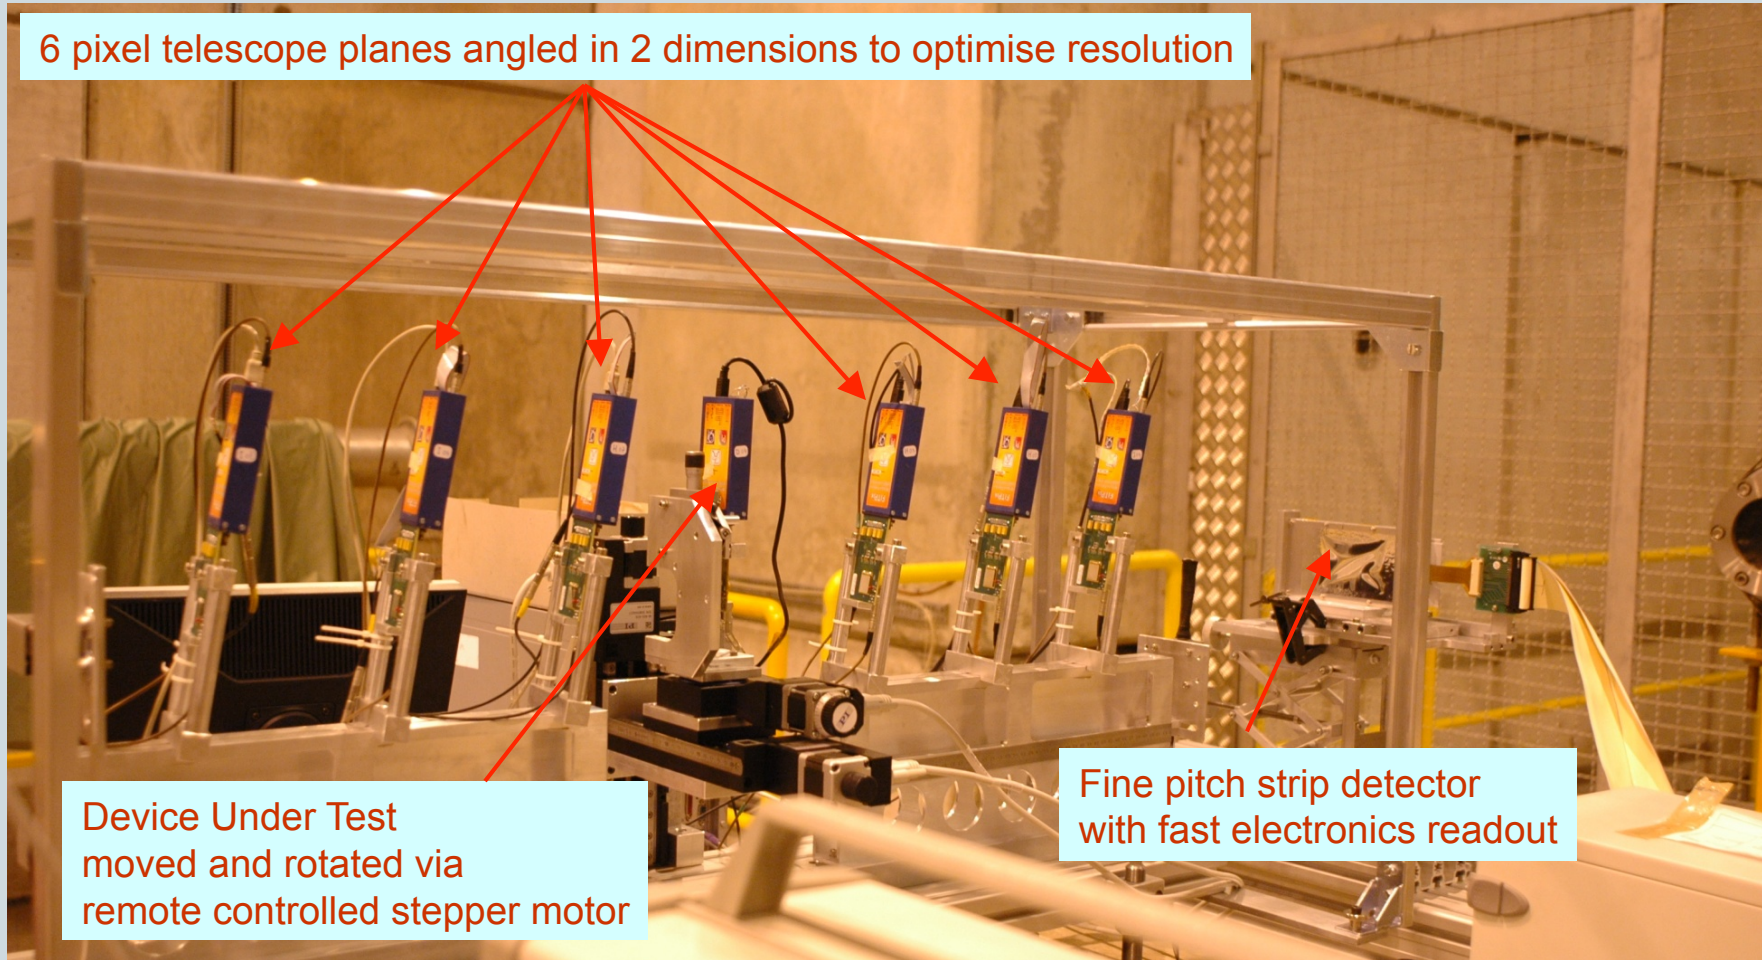 6 pixel telescope planes angled in 2 dimensions to optimise resolution
Device Under Test
moved and rotated via
remote controlled stepper motor
Fine pitch strip detector
with fast electronics readout